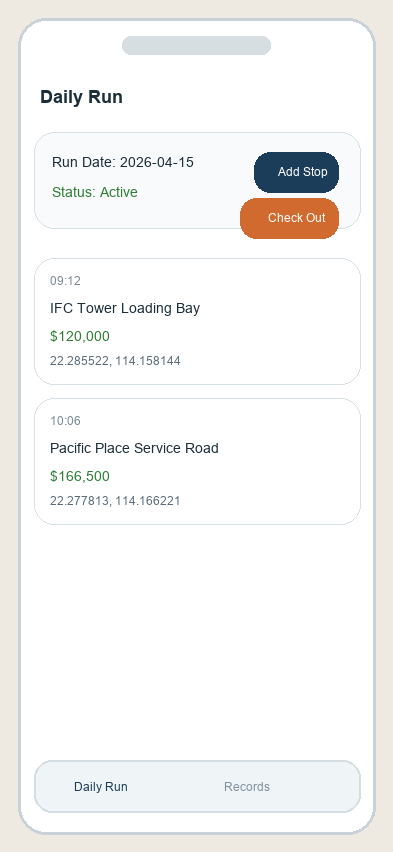 Daily Run
Run Date: 2026-04-15
Add Stop
Status: Active
Check Out
09:12
IFC Tower Loading Bay
$120,000
22.285522, 114.158144
10:06
Pacific Place Service Road
$166,500
22.277813, 114.166221
Daily Run
Records